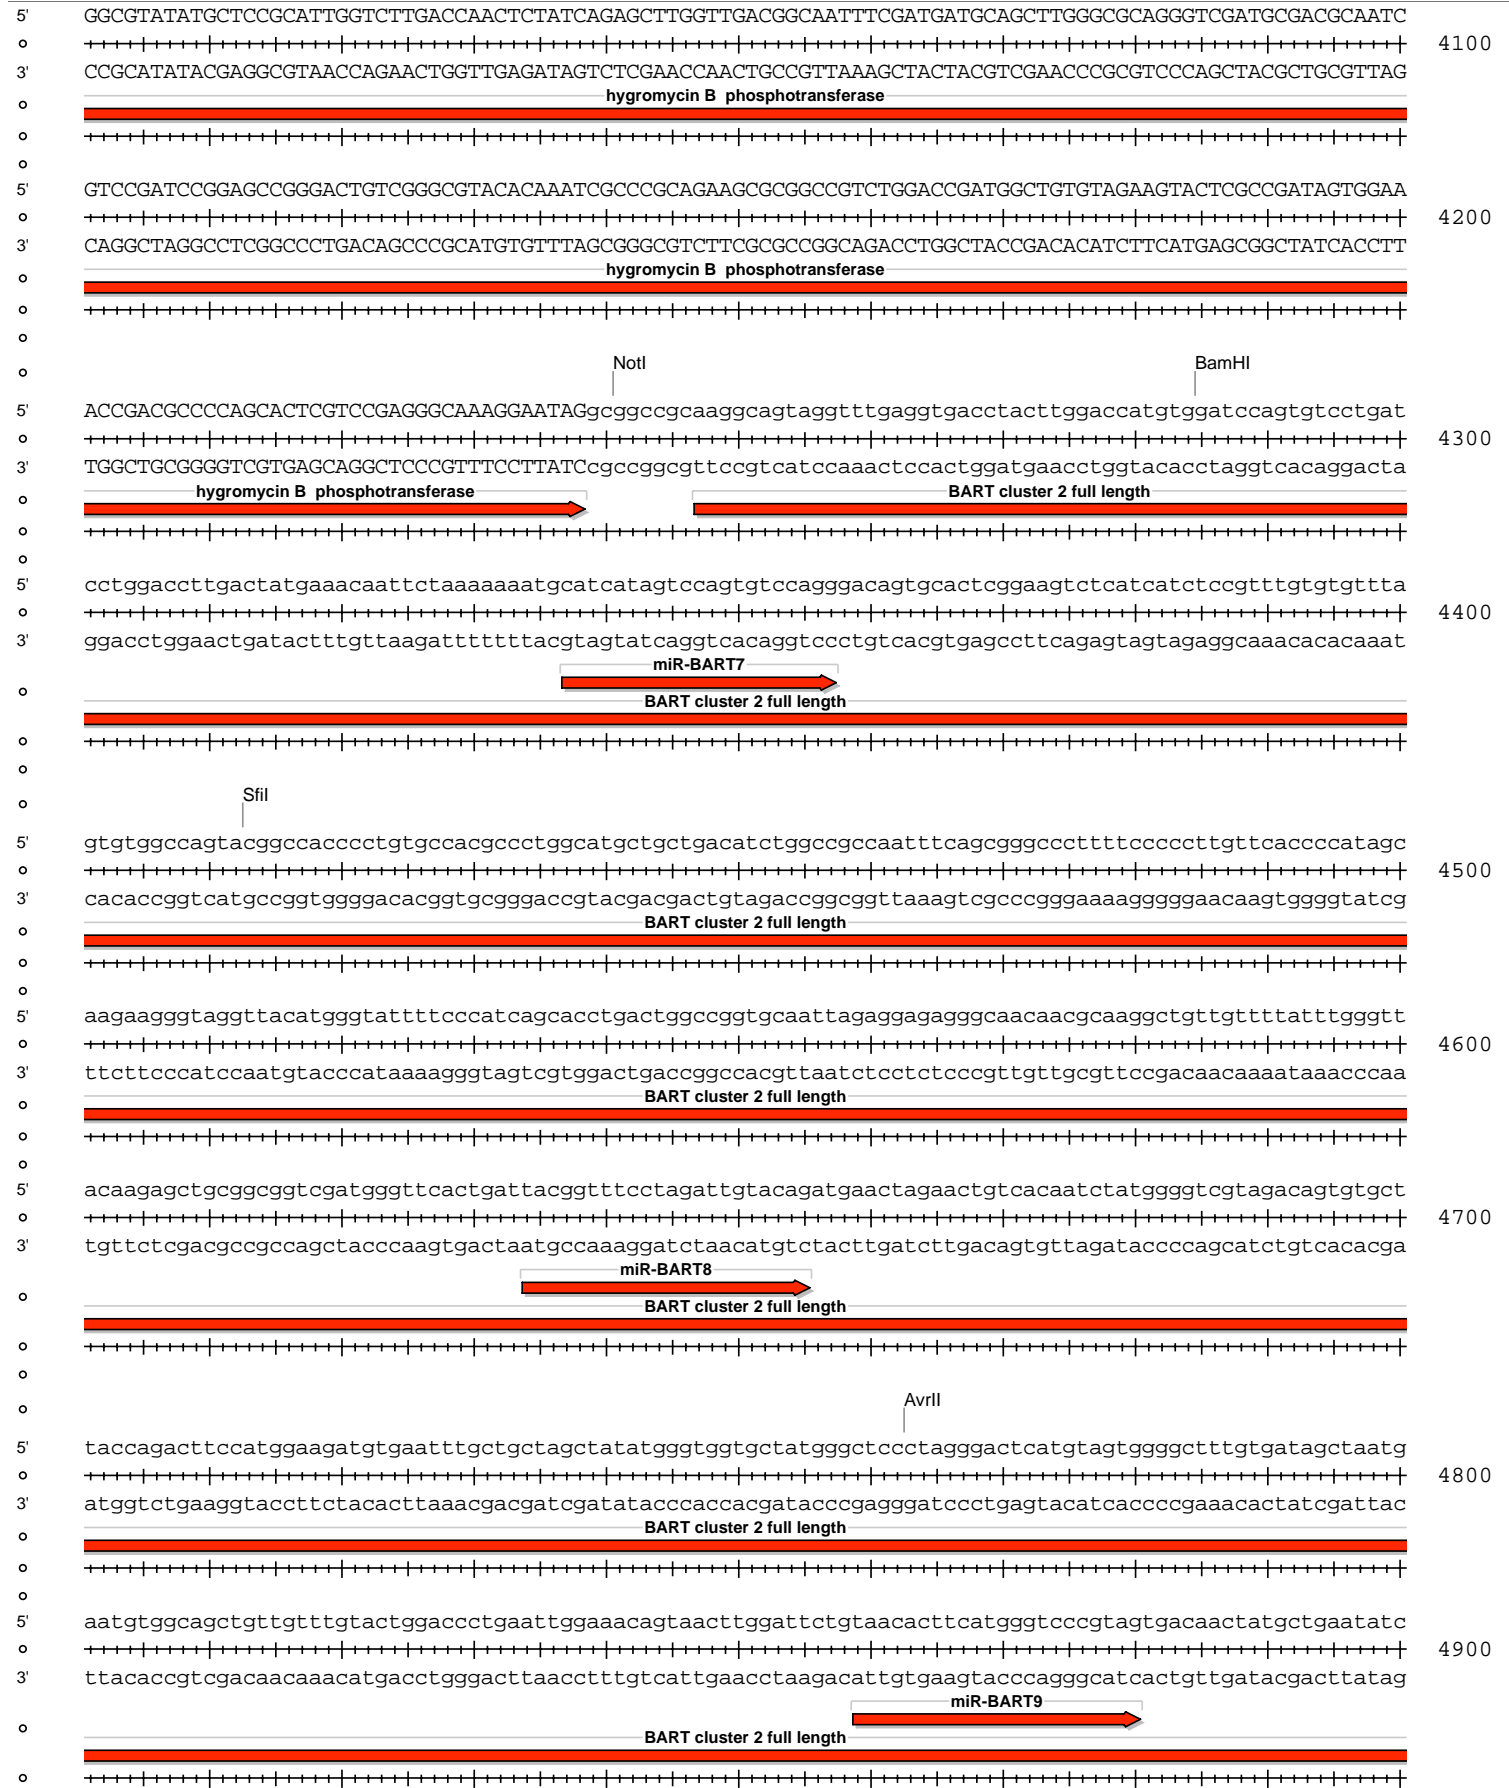 5' GGCGTATATGCTCCGCATTGGTCTTGACCAACTCTATCAGAGCTTGGTTGACGGCAATTTCGATGATGCAGCTTGGGCGCAGGGTCGATGCGACGCAATC
4100
3' CCGCATATACGAGGCGTAACCAGAACTGGTTGAGATAGTCTCGAACCAACTGCCGTTAAAGCTACTACGTCGAACCCGCGTCCCAGCTACGCTGCGTTAG
hygromycin B phosphotransferase
5' GTCCGATCCGGAGCCGGGACTGTCGGGCGTACACAAATCGCCCGCAGAAGCGCGGCCGTCTGGACCGATGGCTGTGTAGAAGTACTCGCCGATAGTGGAA
4200
3' CAGGCTAGGCCTCGGCCCTGACAGCCCGCATGTGTTTAGCGGGCGTCTTCGCGCCGGCAGACCTGGCTACCGACACATCTTCATGAGCGGCTATCACCTT
hygromycin B phosphotransferase
NotI BamHI
5' ACCGACGCCCCAGCACTCGTCCGAGGGCAAAGGAATAGgcggccgcaaggcagtaggtttgaggtgacctacttggaccatgtggatccagtgtcctgat
4300
3' TGGCTGCGGGGTCGTGAGCAGGCTCCCGTTTCCTTATCcgccggcgttccgtcatccaaactccactggatgaacctggtacacctaggtcacaggacta
hygromycin B phosphotransferase BART cluster 2 full length
5' cctggaccttgactatgaaacaattctaaaaaaatgcatcatagtccagtgtccagggacagtgcactcggaagtctcatcatctccgtttgtgtgttta
4400
3' ggacctggaactgatactttgttaagatttttttacgtagtatcaggtcacaggtccctgtcacgtgagccttcagagtagtagaggcaaacacacaaat
miR-BART7
BART cluster 2 full length
SfiI
5' gtgtggccagtacggccacccctgtgccacgccctggcatgctgctgacatctggccgccaatttcagcgggcccttttcccccttgttcaccccatagc
4500
3' cacaccggtcatgccggtggggacacggtgcgggaccgtacgacgactgtagaccggcggttaaagtcgcccgggaaaagggggaacaagtggggtatcg
BART cluster 2 full length
5' aagaagggtaggttacatgggtattttcccatcagcacctgactggccggtgcaattagaggagagggcaacaacgcaaggctgttgttttatttgggtt
4600
3' ttcttcccatccaatgtacccataaaagggtagtcgtggactgaccggccacgttaatctcctctcccgttgttgcgttccgacaacaaaataaacccaa
BART cluster 2 full length
5' acaagagctgcggcggtcgatgggttcactgattacggtttcctagattgtacagatgaactagaactgtcacaatctatggggtcgtagacagtgtgct
4700
3' tgttctcgacgccgccagctacccaagtgactaatgccaaaggatctaacatgtctacttgatcttgacagtgttagataccccagcatctgtcacacga
miR-BART8
BART cluster 2 full length
AvrII
5' taccagacttccatggaagatgtgaatttgctgctagctatatgggtggtgctatgggctccctagggactcatgtagtggggctttgtgatagctaatg
4800
3' atggtctgaaggtaccttctacacttaaacgacgatcgatatacccaccacgatacccgagggatccctgagtacatcaccccgaaacactatcgattac
BART cluster 2 full length
5' aatgtggcagctgttgtttgtactggaccctgaattggaaacagtaacttggattctgtaacacttcatgggtcccgtagtgacaactatgctgaatatc
4900
3' ttacaccgtcgacaacaaacatgacctgggacttaacctttgtcattgaacctaagacattgtgaagtacccagggcatcactgttgatacgacttatag
miR-BART9
BART cluster 2 full length